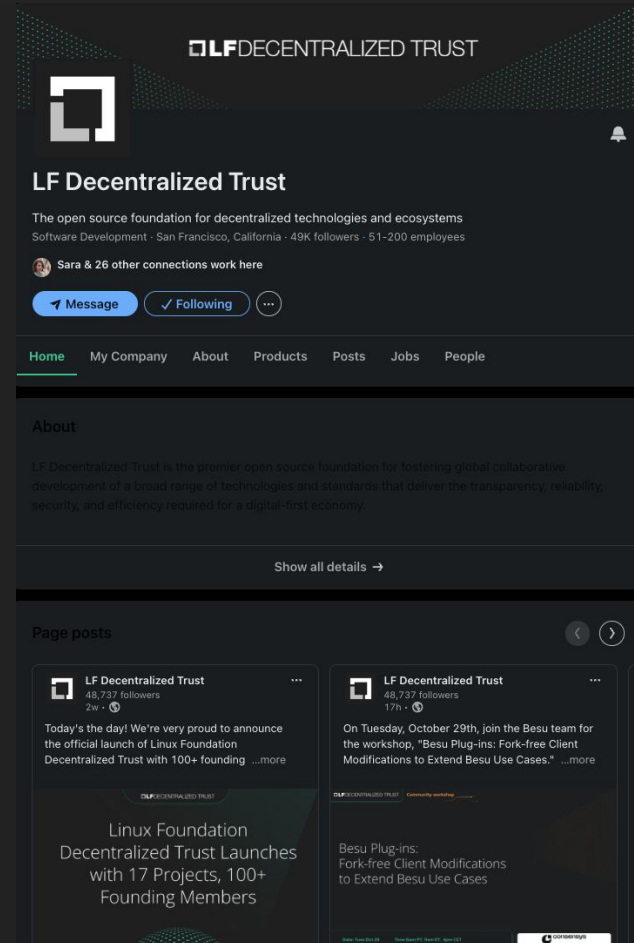 LF DECENTRALIZED TRUST
LF Decentralized Trust
The open source foundation for decentralized technologies and ecosystems
Software Development · San Francisco, California · 49K followers · 51-200 employees
Sara & 26 other connections work here
Message
✓ Following
Home My Company About Products Posts Jobs People
About
LF Decentralized Trust is the premier open source foundation for fostering global collaborative
development of a broad range of technologies and standards that deliver the transparency, reliability,
security, and efficiency required for a digital-first economy.
Show all details →
Page posts
LF Decentralized Trust
48,737 followers
2w ·
Today's the day! We're very proud to announce
the official launch of Linux Foundation
Decentralized Trust with 100+ founding ...more
LF DECENTRALIZED TRUST
Linux Foundation
Decentralized Trust Launches
with 17 Projects, 100+
Founding Members
LF Decentralized Trust
48,737 followers
17h ·
On Tuesday, October 29th, join the Besu team for
the workshop, "Besu Plug-ins: Fork-free Client
Modifications to Extend Besu Use Cases." ...more
LF DECENTRALIZED TRUST Community workshop
Besu Plug-ins:
Fork-free Client Modifications
to Extend Besu Use Cases
consensys